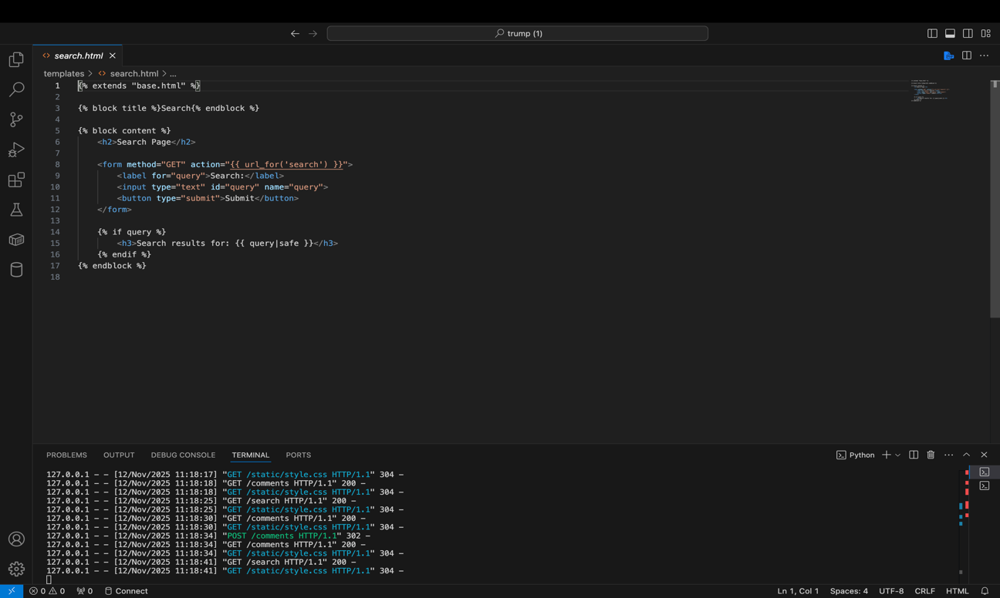 trump (1)
search.html
templates > search.html > ...
1 {% extends "base.html" %}
2
3 {% block title %}Search{% endblock %}
4
5 {% block content %}
6 <h2>Search Page</h2>
7
8 <form method="GET" action="{{ url_for('search') }}">
9 <label for="query">Search:</label>
10 <input type="text" id="query" name="query">
11 <button type="submit">Submit</button>
12 </form>
13
14 {% if query %}
15 <h3>Search results for: {{ query|safe }}</h3>
16 {% endif %}
17 {% endblock %}
18
PROBLEMS OUTPUT DEBUG CONSOLE TERMINAL PORTS Python
127.0.0.1 - - [12/Nov/2025 11:18:17] "GET /static/style.css HTTP/1.1" 304 -
127.0.0.1 - - [12/Nov/2025 11:18:18] "GET /comments HTTP/1.1" 200 -
127.0.0.1 - - [12/Nov/2025 11:18:18] "GET /static/style.css HTTP/1.1" 304 -
127.0.0.1 - - [12/Nov/2025 11:18:25] "GET /search HTTP/1.1" 200 -
127.0.0.1 - - [12/Nov/2025 11:18:25] "GET /static/style.css HTTP/1.1" 304 -
127.0.0.1 - - [12/Nov/2025 11:18:30] "GET /comments HTTP/1.1" 200 -
127.0.0.1 - - [12/Nov/2025 11:18:30] "GET /static/style.css HTTP/1.1" 304 -
127.0.0.1 - - [12/Nov/2025 11:18:34] "POST /comments HTTP/1.1" 302 -
127.0.0.1 - - [12/Nov/2025 11:18:34] "GET /comments HTTP/1.1" 200 -
127.0.0.1 - - [12/Nov/2025 11:18:34] "GET /static/style.css HTTP/1.1" 304 -
127.0.0.1 - - [12/Nov/2025 11:18:41] "GET /search HTTP/1.1" 200 -
127.0.0.1 - - [12/Nov/2025 11:18:41] "GET /static/style.css HTTP/1.1" 304 -
0 0 0 Connect Ln 1, Col 1 Spaces: 4 UTF-8 CRLF HTML